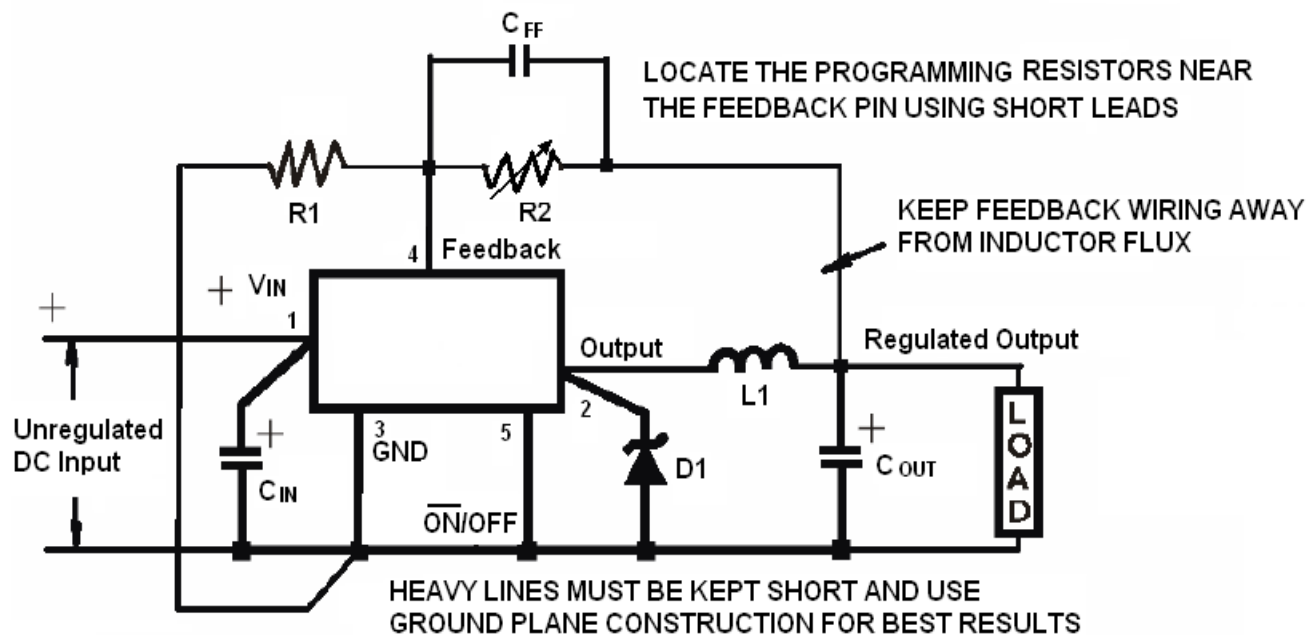 C FF
LOCATE THE PROGRAMMING RESISTORS NEAR
THE FEEDBACK PIN USING SHORT LEADS
R1
R2
KEEP FEEDBACK WIRING AWAY
FROM INDUCTOR FLUX
4
Feedback
+ VIN
+
1
Output
Regulated Output
L1
2
Unregulated
DC Input
+
CIN
3
GND
5
D1
+
C OUT
LOAD
ON/OFF
HEAVY LINES MUST BE KEPT SHORT AND USE
GROUND PLANE CONSTRUCTION FOR BEST RESULTS